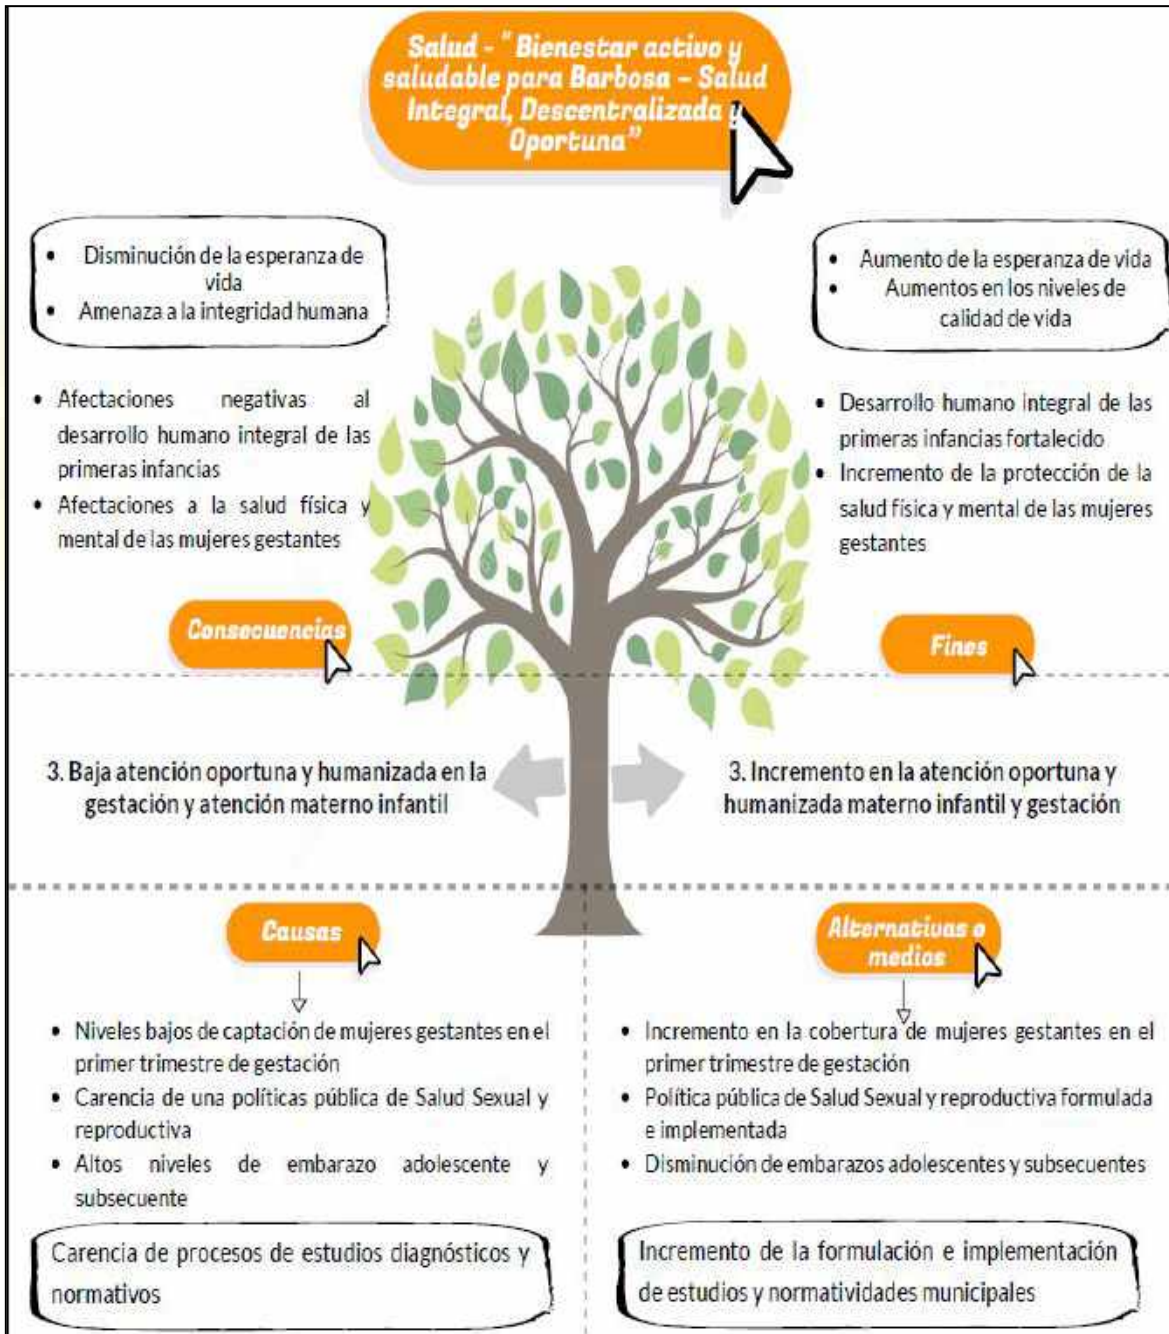 Salud - " Bienestar activo y
saludable para Barbosa – Salud
Integral, Descentralizada y
Oportuna”
• Disminución de la esperanza de
vida
• Amenaza a la integridad humana
• Afectaciones negativas al
desarrollo humano integral de las
primeras infancias
• Afectaciones a la salud física y
mental de las mujeres gestantes
Consecuencias
• Aumento de la esperanza de vida
• Aumentos en los niveles de
calidad de vida
• Desarrollo humano integral de las
primeras infancias fortalecido
• Incremento de la protección de la
salud física y mental de las mujeres
gestantes
Fines
3. Baja atención oportuna y humanizada en la
gestación y atención materno infantil
3. Incremento en la atención oportuna y
humanizada materno infantil y gestación
Causas
• Niveles bajos de captación de mujeres gestantes en el
primer trimestre de gestación
• Carencia de una políticas pública de Salud Sexual y
reproductiva
• Altos niveles de embarazo adolescente y
subsecuente
Carencia de procesos de estudios diagnósticos y
normativos
Alternativas o
medios
• Incremento en la cobertura de mujeres gestantes en el
primer trimestre de gestación
• Política pública de Salud Sexual y reproductiva formulada
e implementada
• Disminución de embarazos adolescentes y subsecuentes
Incremento de la formulación e implementación
de estudios y normatividades municipales